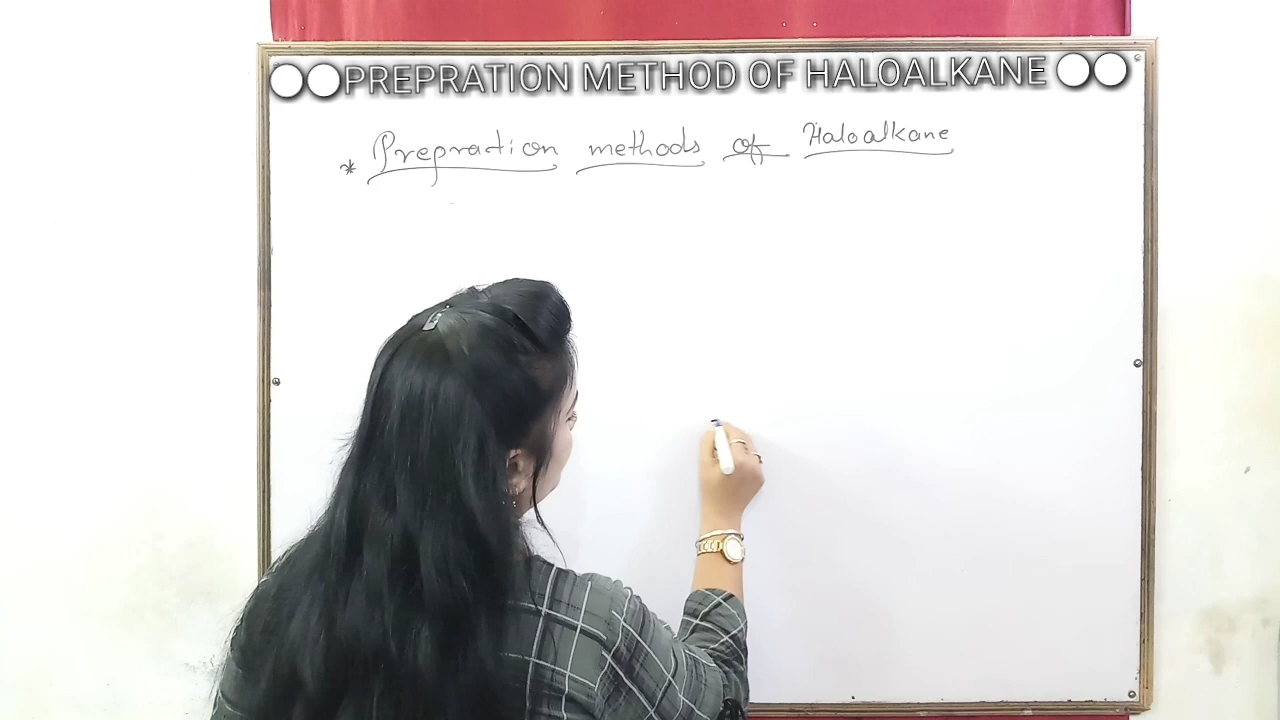 ⚪⚪PREPRATION METHOD OF HALOALKANE⚪⚪
* Prepration methods of Haloalkane